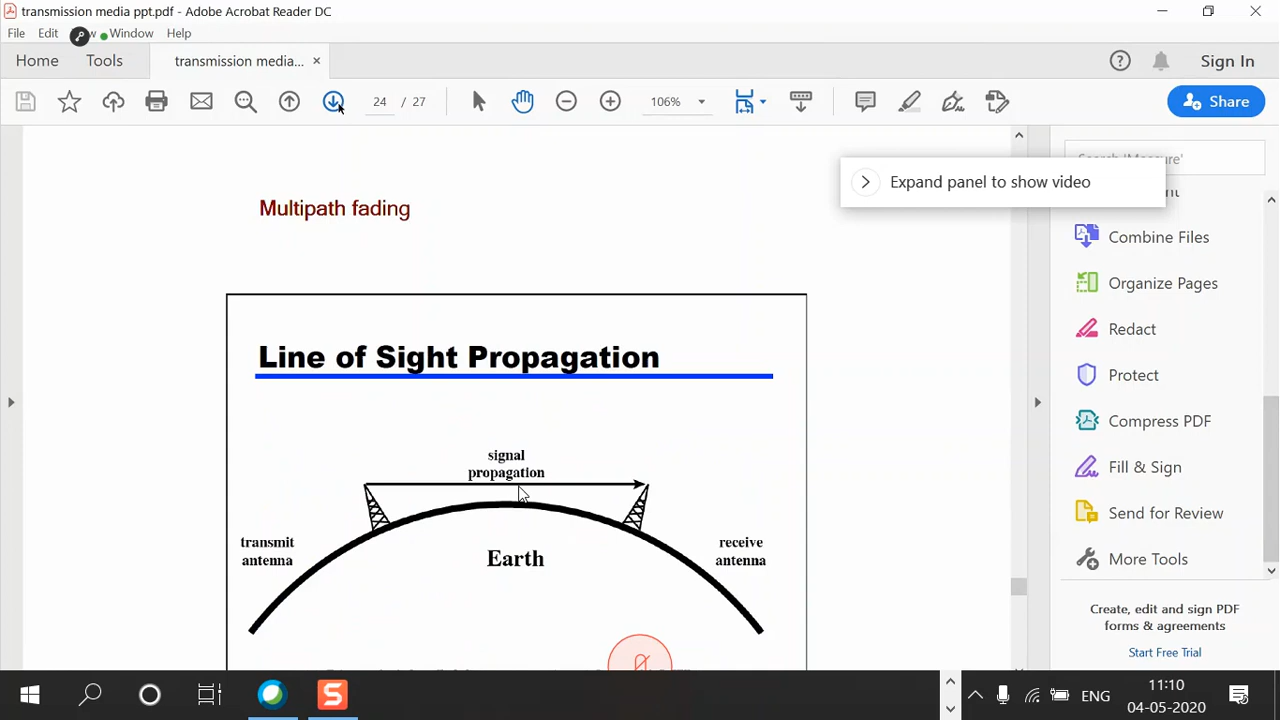 transmission media ppt.pdf - Adobe Acrobat Reader DC
File Edit Window Help
Home Tools transmission media... ×
Sign In
24 / 27
106%
Share
Expand panel to show video
Combine Files
Organize Pages
Redact
Protect
Compress PDF
Fill & Sign
Send for Review
More Tools
Create, edit and sign PDF
forms & agreements
Start Free Trial
Multipath fading
Line of Sight Propagation
signal
propagation
transmit
antenna
Earth
receive
antenna
ENG
11:10
04-05-2020